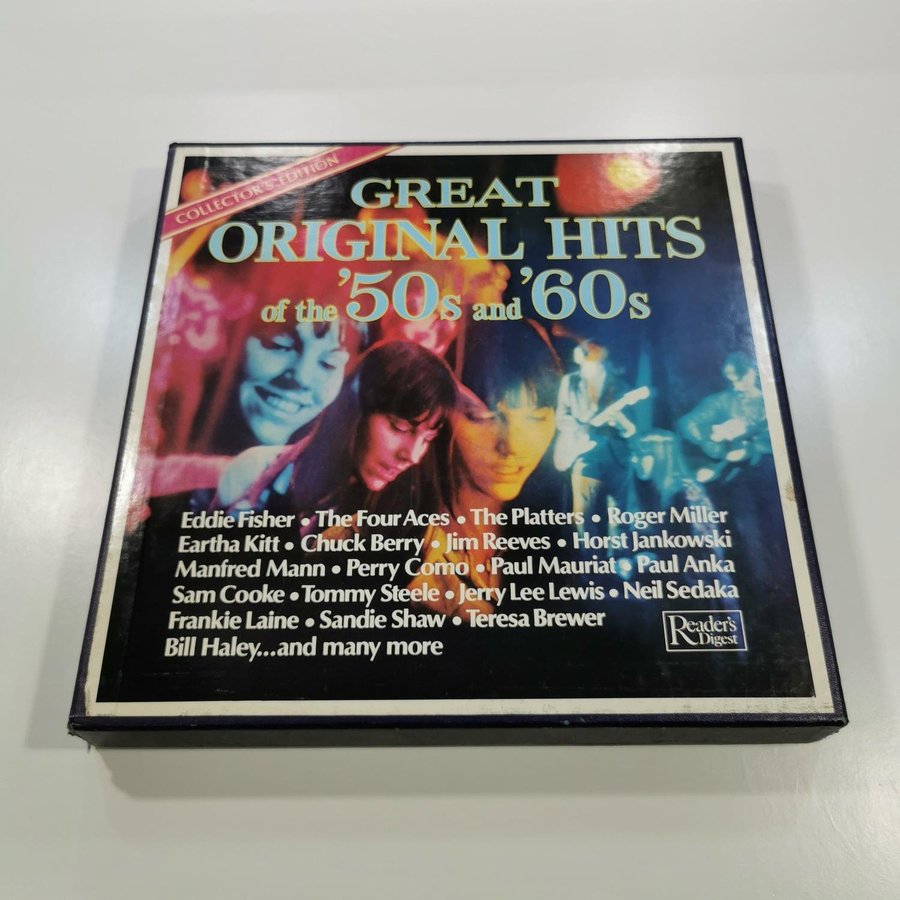 COLLECTOR'S EDITION
GREAT
ORIGINAL HITS
of the '50s and '60s
Eddie Fisher • The Four Aces • The Platters • Roger Miller
Eartha Kitt • Chuck Berry • Jim Reeves • Horst Jankowski
Manfred Mann • Perry Como • Paul Mauriat • Paul Anka
Sam Cooke • Tommy Steele • Jerry Lee Lewis • Neil Sedaka
Frankie Laine • Sandie Shaw • Teresa Brewer
Bill Haley...and many more
Reader's
Digest